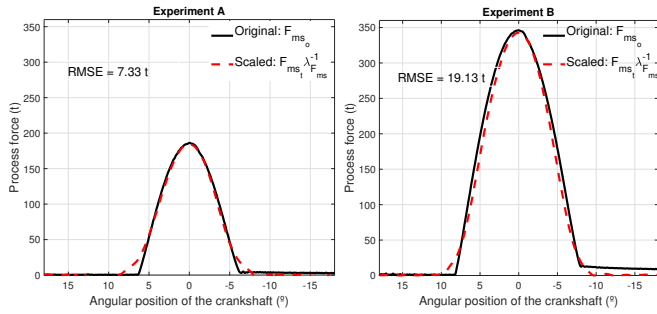 Experiment A
Original: F_ms_o
Scaled: F_ms_t λ_F_ms^-1
RMSE = 7.33 t
Process force (t)
350
300
250
200
150
100
50
0
15 10 5 0 -5 -10 -15
Angular position of the crankshaft (º)
Experiment B
Original: F_ms_o
Scaled: F_ms_t λ_F_ms^-1
RMSE = 19.13 t
Process force (t)
350
300
250
200
150
100
50
0
15 10 5 0 -5 -10 -15
Angular position of the crankshaft (º)